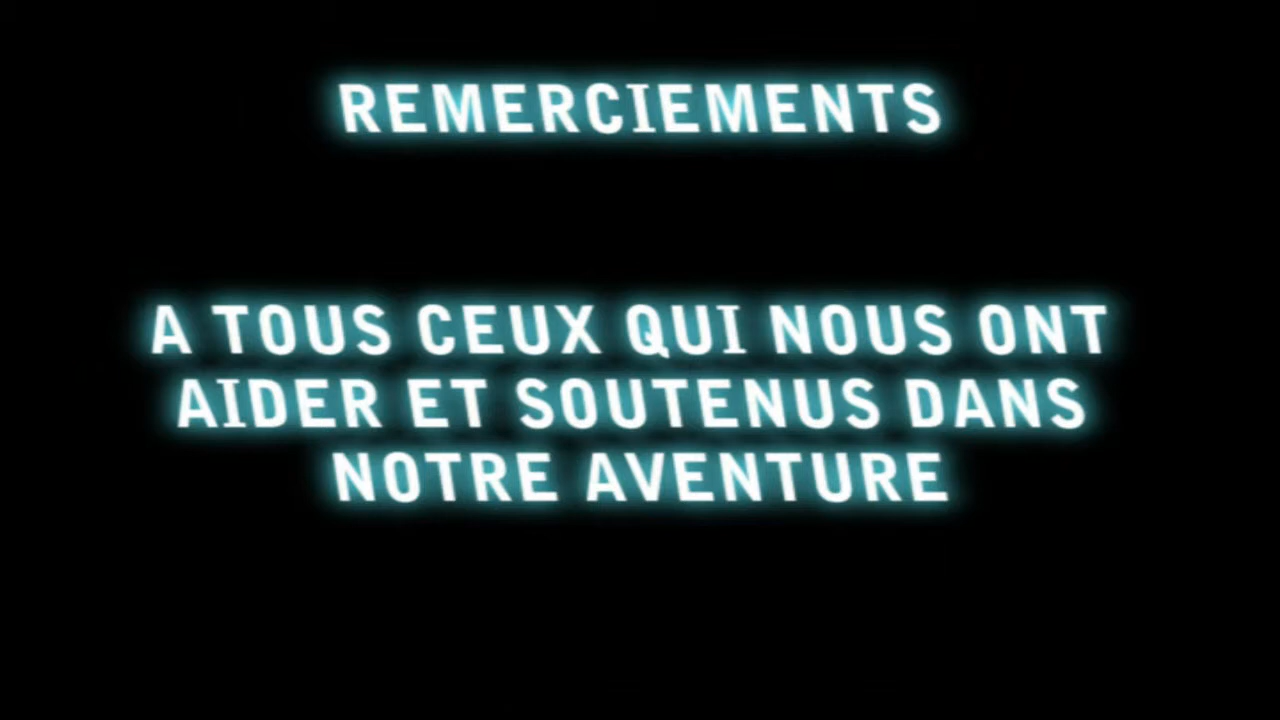 REMERCIEMENTS
A TOUS CEUX QUI NOUS ONT
AIDER ET SOUTENUS DANS
NOTRE AVENTURE